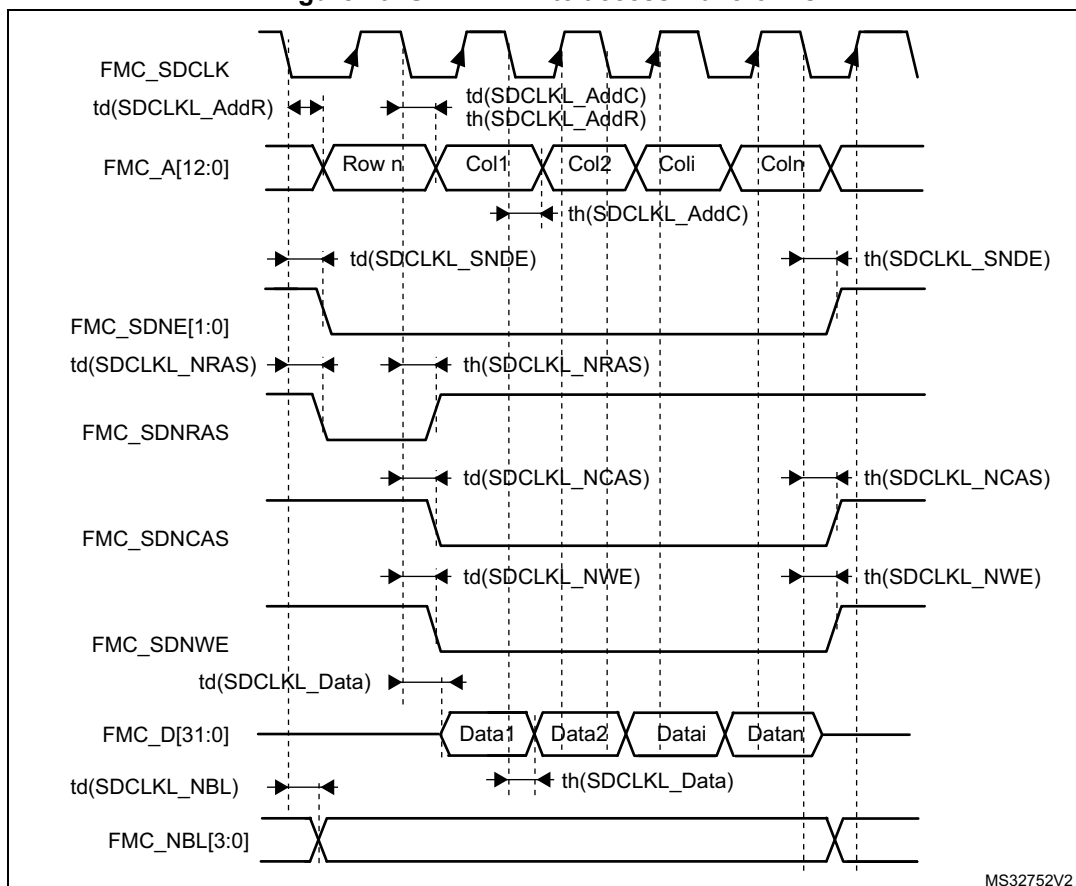 FMC_SDCLK
td(SDCLKL_AddR)
td(SDCLKL_AddC)
th(SDCLKL_AddR)
FMC_A[12:0]
Row n
Col1
Col2
Coli
Coln
th(SDCLKL_AddC)
td(SDCLKL_SNDE)
th(SDCLKL_SNDE)
FMC_SDNE[1:0]
td(SDCLKL_NRAS)
th(SDCLKL_NRAS)
FMC_SDNRAS
td(SDCLKL_NCAS)
th(SDCLKL_NCAS)
FMC_SDNCAS
td(SDCLKL_NWE)
th(SDCLKL_NWE)
FMC_SDNWE
td(SDCLKL_Data)
FMC_D[31:0]
Data1
Data2
Datai
Datan
td(SDCLKL_NBL)
th(SDCLKL_Data)
FMC_NBL[3:0]
MS32752V2